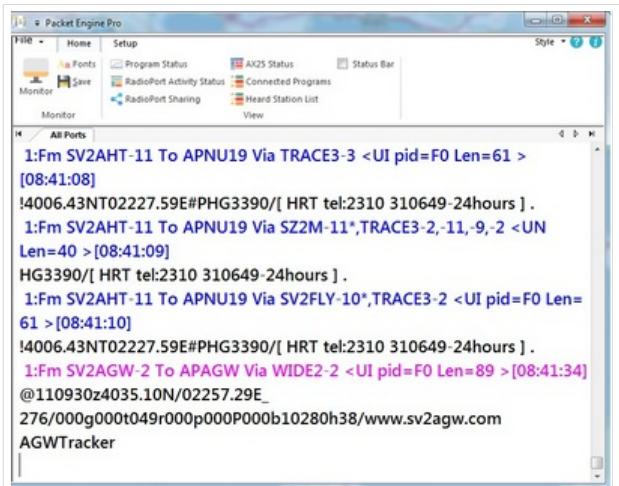 Packet Engine Pro
File
Home
Setup
Style
Fonts
Save
Monitor
Monitor
Program Status
RadioPort Activity Status
RadioPort Sharing
AX25 Status
Connected Programs
Heard Station List
Status Bar
View
All Ports
1:Fm SV2AHT-11 To APNU19 Via TRACE3-3 <UI pid=F0 Len=61 >
[08:41:08]
!4006.43NT02227.59E#PHG3390/[ HRT tel:2310 310649-24hours ] .
1:Fm SV2AHT-11 To APNU19 Via SZ2M-11*,TRACE3-2,-11,-9,-2 <UN
Len=40 >[08:41:09]
HG3390/[ HRT tel:2310 310649-24hours ] .
1:Fm SV2AHT-11 To APNU19 Via SV2FLY-10*,TRACE3-2 <UI pid=F0 Len=
61 >[08:41:10]
!4006.43NT02227.59E#PHG3390/[ HRT tel:2310 310649-24hours ] .
1:Fm SV2AGW-2 To APAGW Via WIDE2-2 <UI pid=F0 Len=89 >[08:41:34]
@110930z4035.10N/02257.29E_
276/000g000t049r000p000P000b10280h38/www.sv2agw.com
AGWTracker